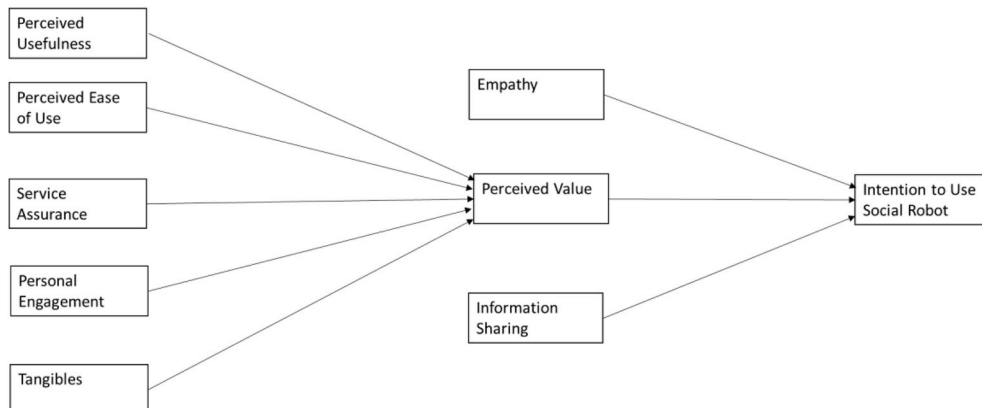 Perceived
Usefulness
Perceived Ease
of Use
Service
Assurance
Personal
Engagement
Tangibles
Empathy
Perceived Value
Information
Sharing
Intention to Use
Social Robot